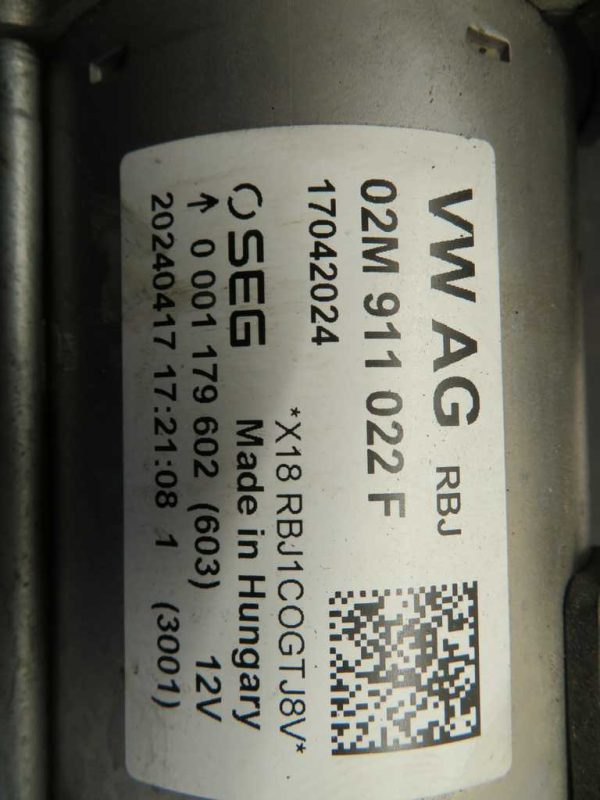 VW AG RBJ
02M 911 022 F
17042024
*X18 RBJ1COGTJ8V*
SEG Made in Hungary
↑ 0 001 179 602 (603) 12V
20240417 17:21:08 1 (3001)